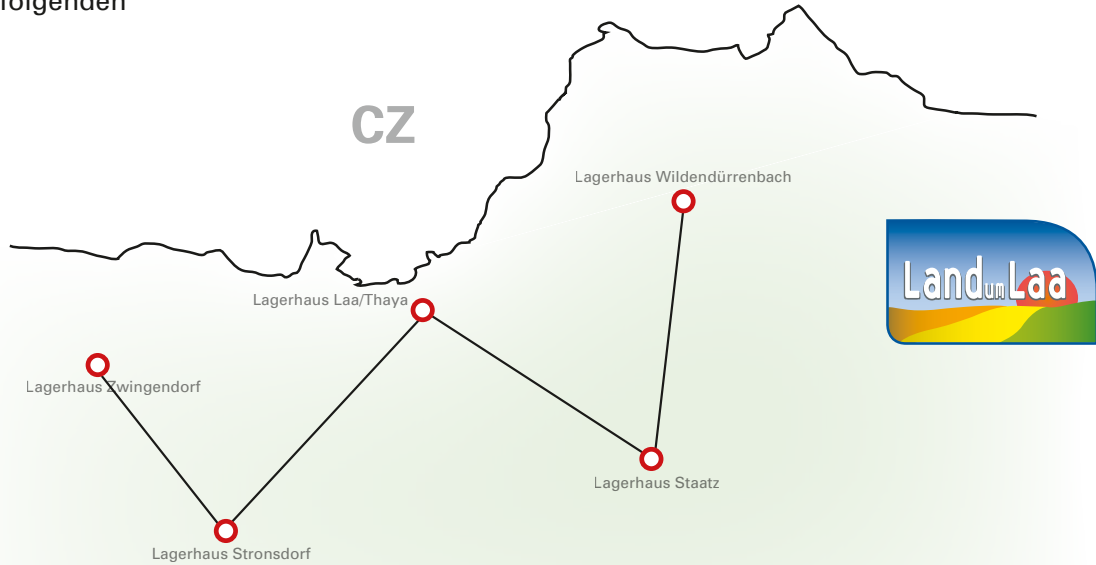 folgenden
CZ
Lagerhaus Wildendürrenbach
Land um Laa
Lagerhaus Laa/Thaya
Lagerhaus Zwingendorf
Lagerhaus Staatz
Lagerhaus Stronsdorf